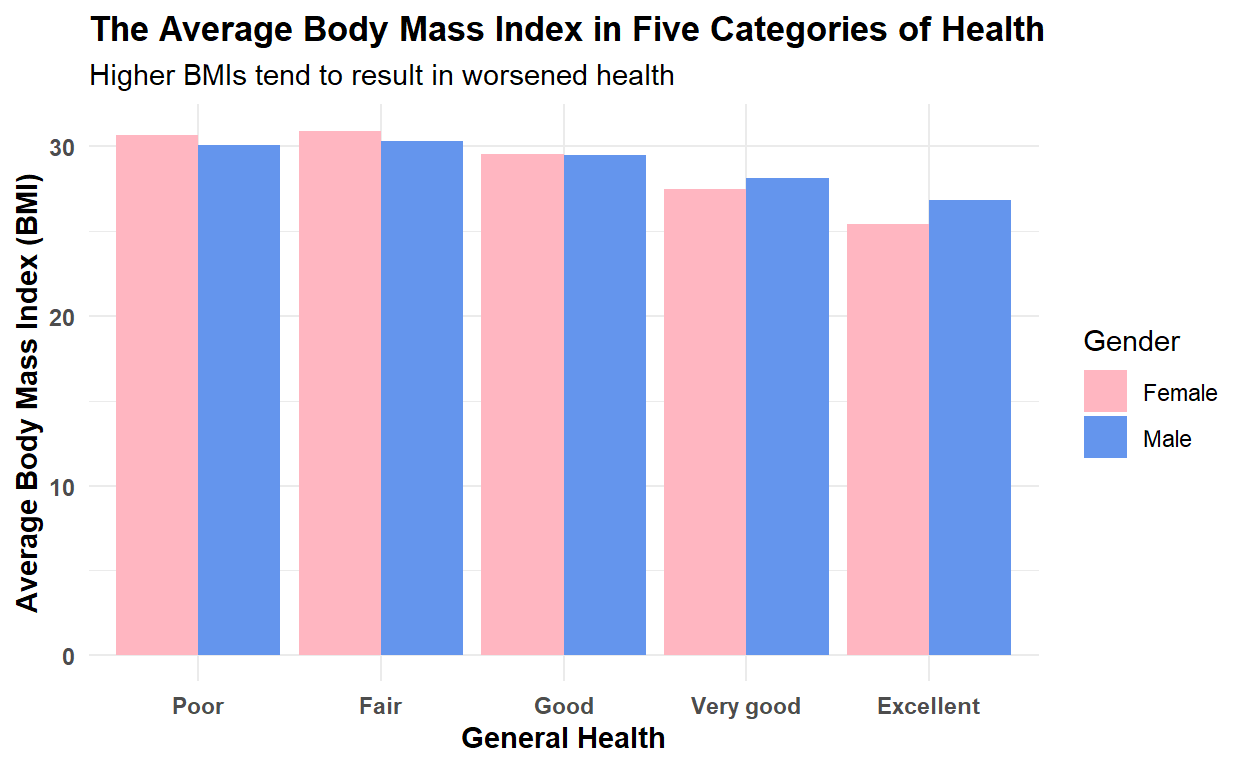 The Average Body Mass Index in Five Categories of Health
Higher BMIs tend to result in worsened health
Average Body Mass Index (BMI)
30
20
10
0
Poor Fair Good Very good Excellent
General Health
Gender
Female
Male